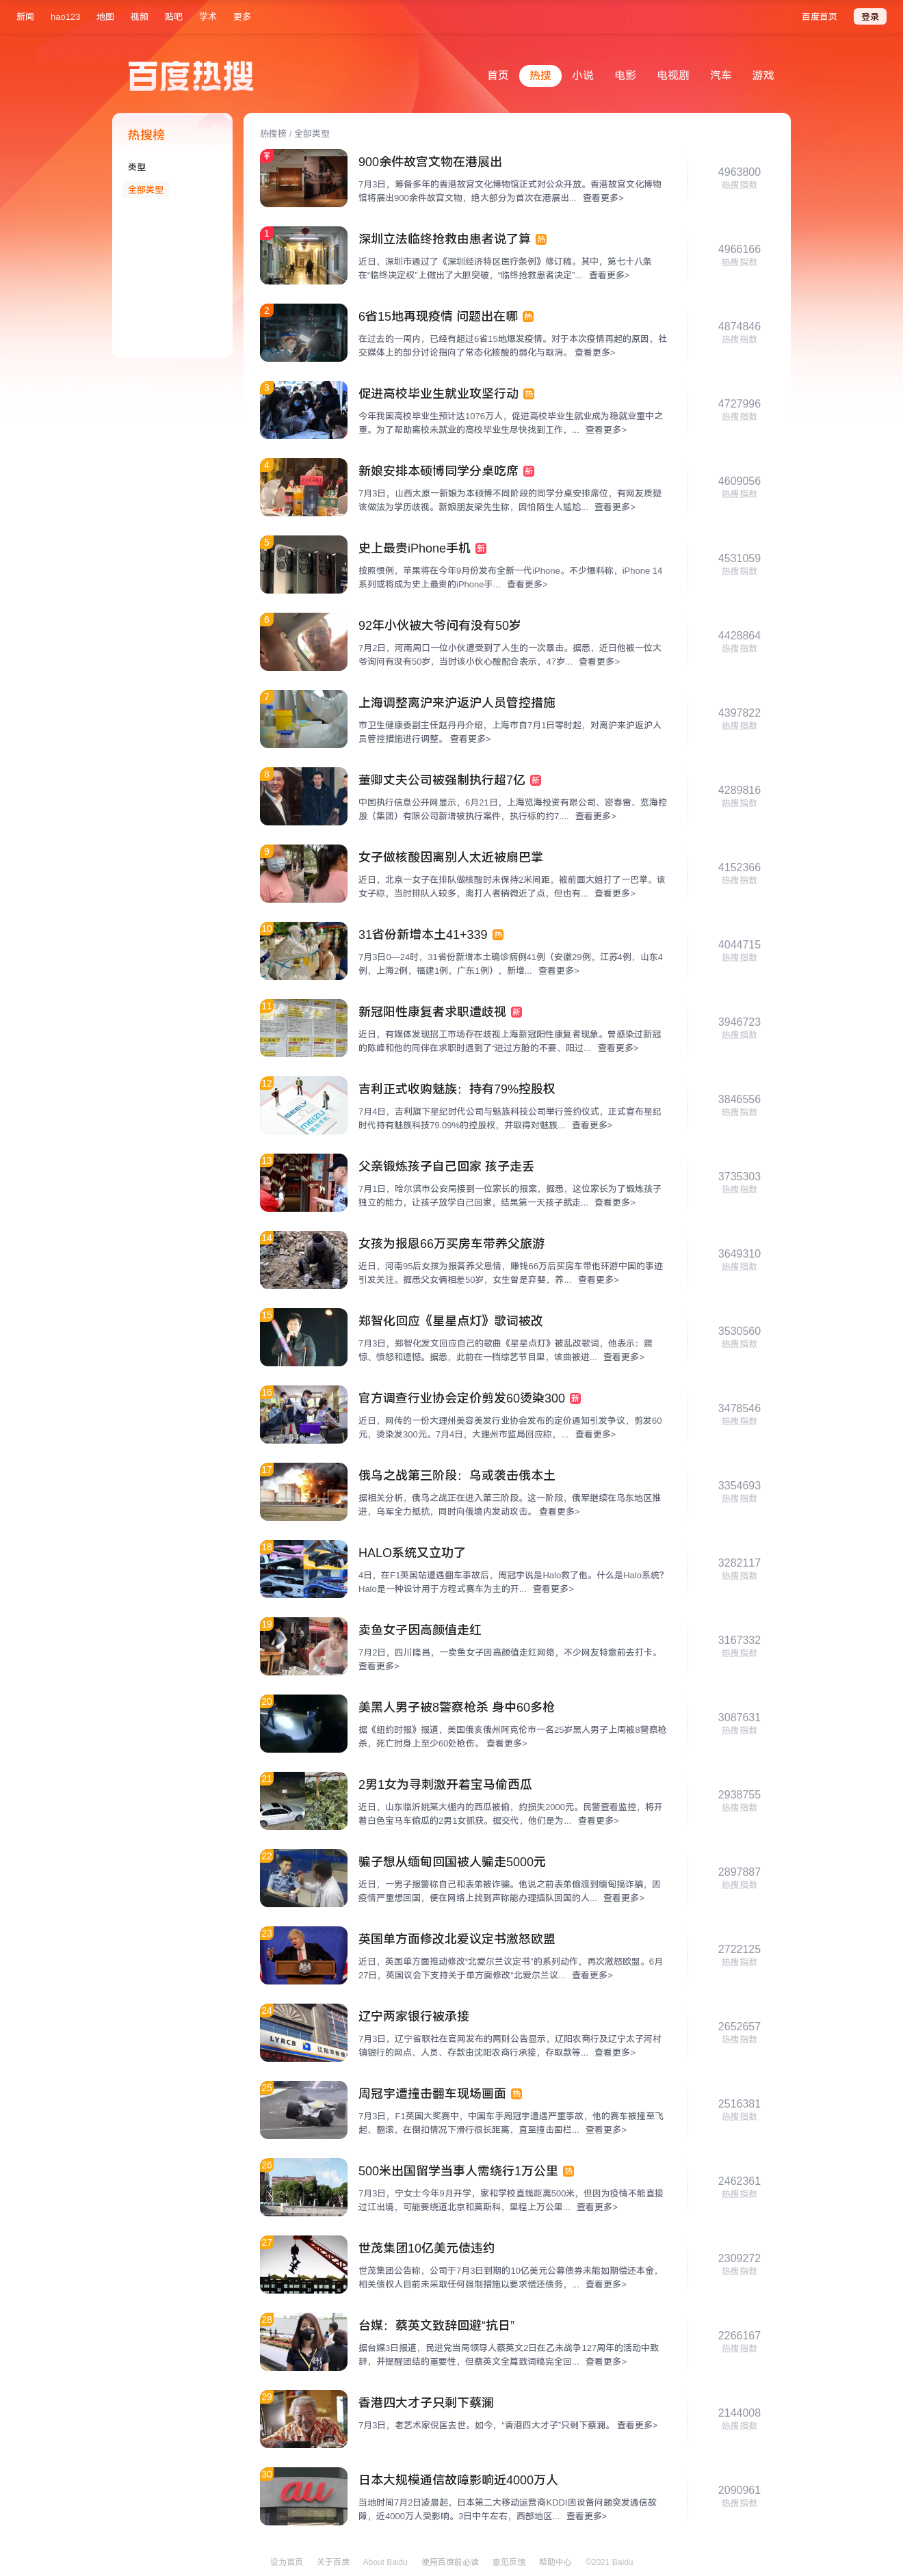 新闻 hao123 地图 视频 贴吧 学术 更多 百度首页 登录
百度热搜
首页 热搜 小说 电影 电视剧 汽车 游戏
热搜榜
类型
全部类型
热搜榜 / 全部类型
900余件故宫文物在港展出
7月3日，筹备多年的香港故宫文化博物馆正式对公众开放。香港故宫文化博物
馆将展出900余件故宫文物，绝大部分为首次在港展出... 查看更多>
4963800
热搜指数
1
深圳立法临终抢救由患者说了算 热
近日，深圳市通过了《深圳经济特区医疗条例》修订稿。其中，第七十八条
在“临终决定权”上做出了大胆突破，“临终抢救患者决定”... 查看更多>
4966166
热搜指数
2
6省15地再现疫情 问题出在哪 热
在过去的一周内，已经有超过6省15地爆发疫情。对于本次疫情再起的原因，社
交媒体上的部分讨论指向了常态化核酸的弱化与取消。 查看更多>
4874846
热搜指数
3
促进高校毕业生就业攻坚行动 热
今年我国高校毕业生预计达1076万人，促进高校毕业生就业成为稳就业重中之
重。为了帮助离校未就业的高校毕业生尽快找到工作，... 查看更多>
4727996
热搜指数
4
新娘安排本硕博同学分桌吃席 新
7月3日，山西太原一新娘为本硕博不同阶段的同学分桌安排席位，有网友质疑
该做法为学历歧视。新娘朋友梁先生称，因怕陌生人尴尬... 查看更多>
4609056
热搜指数
5
史上最贵iPhone手机 新
按照惯例，苹果将在今年9月份发布全新一代iPhone。不少爆料称，iPhone 14
系列或将成为史上最贵的iPhone手... 查看更多>
4531059
热搜指数
6
92年小伙被大爷问有没有50岁
7月2日，河南周口一位小伙遭受到了人生的一次暴击。据悉，近日他被一位大
爷询问有没有50岁，当时该小伙心酸配合表示，47岁... 查看更多>
4428864
热搜指数
7
上海调整离沪来沪返沪人员管控措施
市卫生健康委副主任赵丹丹介绍，上海市自7月1日零时起，对离沪来沪返沪人
员管控措施进行调整。 查看更多>
4397822
热搜指数
8
董卿丈夫公司被强制执行超7亿 新
中国执行信息公开网显示，6月21日，上海览海投资有限公司、密春雷、览海控
股（集团）有限公司新增被执行案件，执行标的约7.... 查看更多>
4289816
热搜指数
9
女子做核酸因离别人太近被扇巴掌
近日，北京一女子在排队做核酸时未保持2米间距，被前面大姐打了一巴掌。该
女子称，当时排队人较多，离打人者稍微近了点，但也有... 查看更多>
4152366
热搜指数
10
31省份新增本土41+339 热
7月3日0—24时，31省份新增本土确诊病例41例（安徽29例，江苏4例，山东4
例，上海2例，福建1例，广东1例），新增... 查看更多>
4044715
热搜指数
11
新冠阳性康复者求职遭歧视 新
近日，有媒体发现招工市场存在歧视上海新冠阳性康复者现象。曾感染过新冠
的陈峰和他的同伴在求职时遇到了“进过方舱的不要、阳过... 查看更多>
3946723
热搜指数
12
吉利正式收购魅族：持有79%控股权
7月4日，吉利旗下星纪时代公司与魅族科技公司举行签约仪式，正式宣布星纪
时代持有魅族科技79.09%的控股权，并取得对魅族... 查看更多>
3846556
热搜指数
13
父亲锻炼孩子自己回家 孩子走丢
7月1日，哈尔滨市公安局接到一位家长的报案，据悉，这位家长为了锻炼孩子
独立的能力，让孩子放学自己回家，结果第一天孩子就走... 查看更多>
3735303
热搜指数
14
女孩为报恩66万买房车带养父旅游
近日，河南95后女孩为报答养父恩情，赚钱66万后买房车带他环游中国的事迹
引发关注。据悉父女俩相差50岁，女生曾是弃婴，养... 查看更多>
3649310
热搜指数
15
郑智化回应《星星点灯》歌词被改
7月3日，郑智化发文回应自己的歌曲《星星点灯》被乱改歌词，他表示：震
惊、愤怒和遗憾。据悉，此前在一档综艺节目里，该曲被进... 查看更多>
3530560
热搜指数
16
官方调查行业协会定价剪发60烫染300 新
近日，网传的一份大理州美容美发行业协会发布的定价通知引发争议，剪发60
元，烫染发300元。7月4日，大理州市监局回应称，... 查看更多>
3478546
热搜指数
17
俄乌之战第三阶段：乌或袭击俄本土
据相关分析，俄乌之战正在进入第三阶段。这一阶段，俄军继续在乌东地区推
进，乌军全力抵抗，同时向俄境内发动攻击。 查看更多>
3354693
热搜指数
18
HALO系统又立功了
4日，在F1英国站遭遇翻车事故后，周冠宇说是Halo救了他。什么是Halo系统？
Halo是一种设计用于方程式赛车为主的开... 查看更多>
3282117
热搜指数
19
卖鱼女子因高颜值走红
7月2日，四川隆昌，一卖鱼女子因高颜值走红网络，不少网友特意前去打卡。
查看更多>
3167332
热搜指数
20
美黑人男子被8警察枪杀 身中60多枪
据《纽约时报》报道，美国俄亥俄州阿克伦市一名25岁黑人男子上周被8警察枪
杀，死亡时身上至少60处枪伤。 查看更多>
3087631
热搜指数
21
2男1女为寻刺激开着宝马偷西瓜
近日，山东临沂姚某大棚内的西瓜被偷，约损失2000元。民警查看监控，将开
着白色宝马车偷瓜的2男1女抓获。据交代，他们是为... 查看更多>
2938755
热搜指数
22
骗子想从缅甸回国被人骗走5000元
近日，一男子报警称自己和表弟被诈骗。他说之前表弟偷渡到缅甸搞诈骗，因
疫情严重想回国，便在网络上找到声称能办理插队回国的人... 查看更多>
2897887
热搜指数
23
英国单方面修改北爱议定书激怒欧盟
近日，英国单方面推动修改“北爱尔兰议定书”的系列动作，再次激怒欧盟。6月
27日，英国议会下支持关于单方面修改“北爱尔兰议... 查看更多>
2722125
热搜指数
24
辽宁两家银行被承接
7月3日，辽宁省联社在官网发布的两则公告显示，辽阳农商行及辽宁太子河村
镇银行的网点、人员、存款由沈阳农商行承接，存取款等... 查看更多>
2652657
热搜指数
LYRCB
25
周冠宇遭撞击翻车现场画面 热
7月3日，F1英国大奖赛中，中国车手周冠宇遭遇严重事故，他的赛车被撞至飞
起、翻滚，在倒扣情况下滑行很长距离，直至撞击围栏... 查看更多>
2516381
热搜指数
26
500米出国留学当事人需绕行1万公里 热
7月3日，宁女士今年9月开学，家和学校直线距离500米，但因为疫情不能直接
过江出境，可能要绕道北京和莫斯科，里程上万公里... 查看更多>
2462361
热搜指数
27
世茂集团10亿美元债违约
世茂集团公告称，公司于7月3日到期的10亿美元公募债券未能如期偿还本金，
相关债权人目前未采取任何强制措施以要求偿还债务，... 查看更多>
2309272
热搜指数
28
台媒：蔡英文致辞回避“抗日”
据台媒3日报道，民进党当局领导人蔡英文2日在乙未战争127周年的活动中致
辞，并提醒团结的重要性，但蔡英文全篇致词稿完全回... 查看更多>
2266167
热搜指数
29
香港四大才子只剩下蔡澜
7月3日，老艺术家倪匡去世。如今，“香港四大才子”只剩下蔡澜。 查看更多>
2144008
热搜指数
30
日本大规模通信故障影响近4000万人
当地时间7月2日凌晨起，日本第二大移动运营商KDDI因设备问题突发通信故
障，近4000万人受影响。3日中午左右，西部地区... 查看更多>
2090961
热搜指数
au
设为首页 关于百度 About Baidu 使用百度前必读 意见反馈 帮助中心 ©2021 Baidu